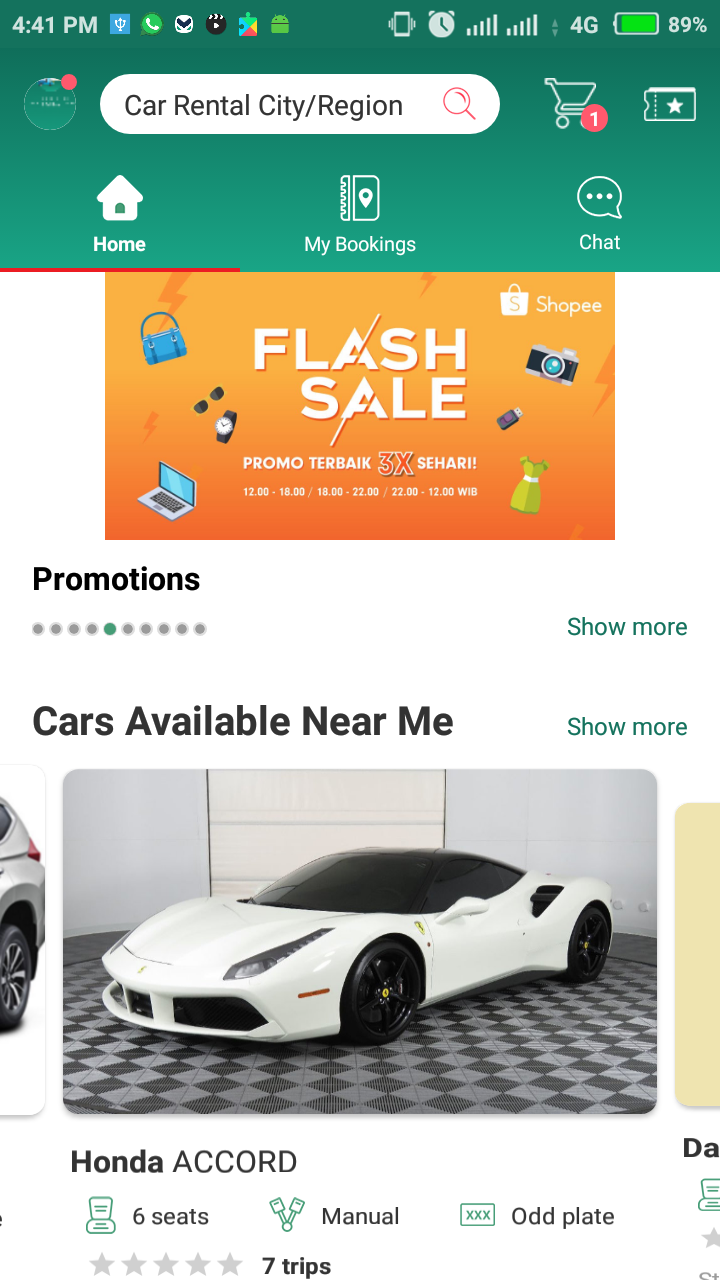 4:41 PM
4G
89%
Car Rental City/Region
1
Home
My Bookings
Chat
Shopee
FLASH
SALE
PROMO TERBAIK 3X SEHARI!
12.00 - 18.00 / 18.00 - 22.00 / 22.00 - 12.00 WIB
Promotions
Show more
Cars Available Near Me
Show more
Honda ACCORD
Da
6 seats
Manual
XXX
Odd plate
7 trips